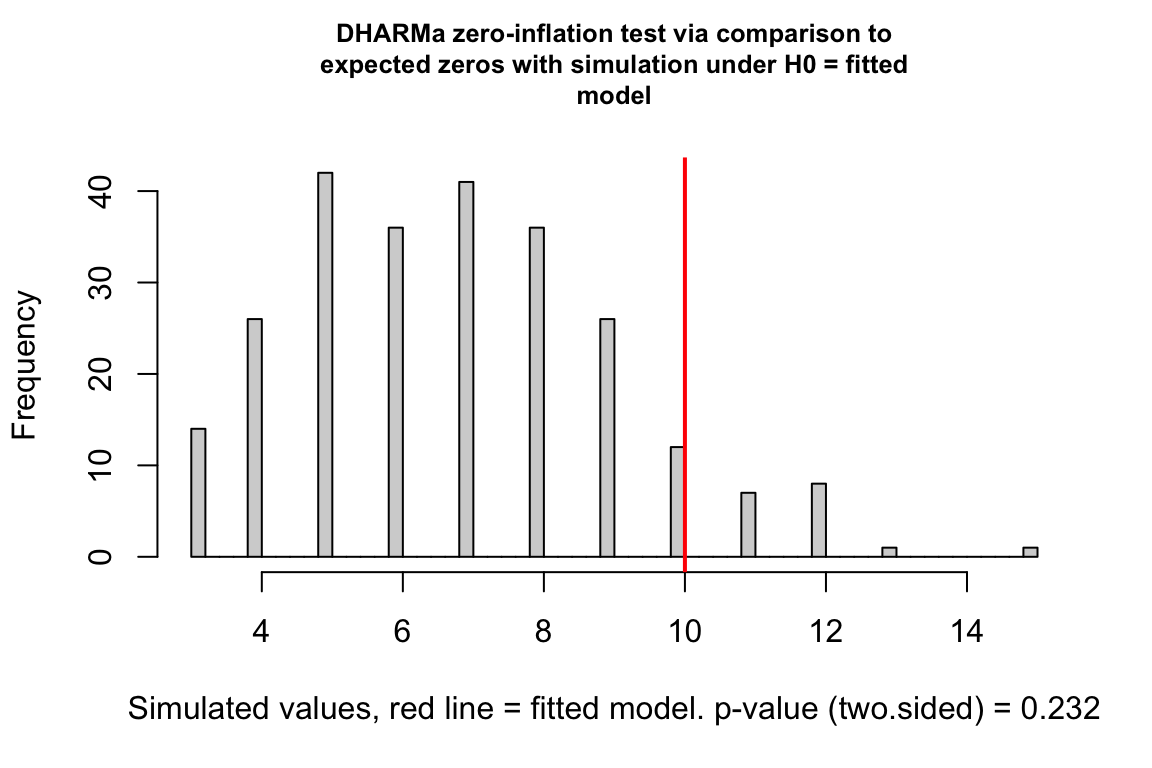 DHARMa zero-inflation test via comparison to
expected zeros with simulation under H0 = fitted
model
Frequency
40
30
20
10
0
4 6 8 10 12 14
Simulated values, red line = fitted model. p-value (two.sided) = 0.232